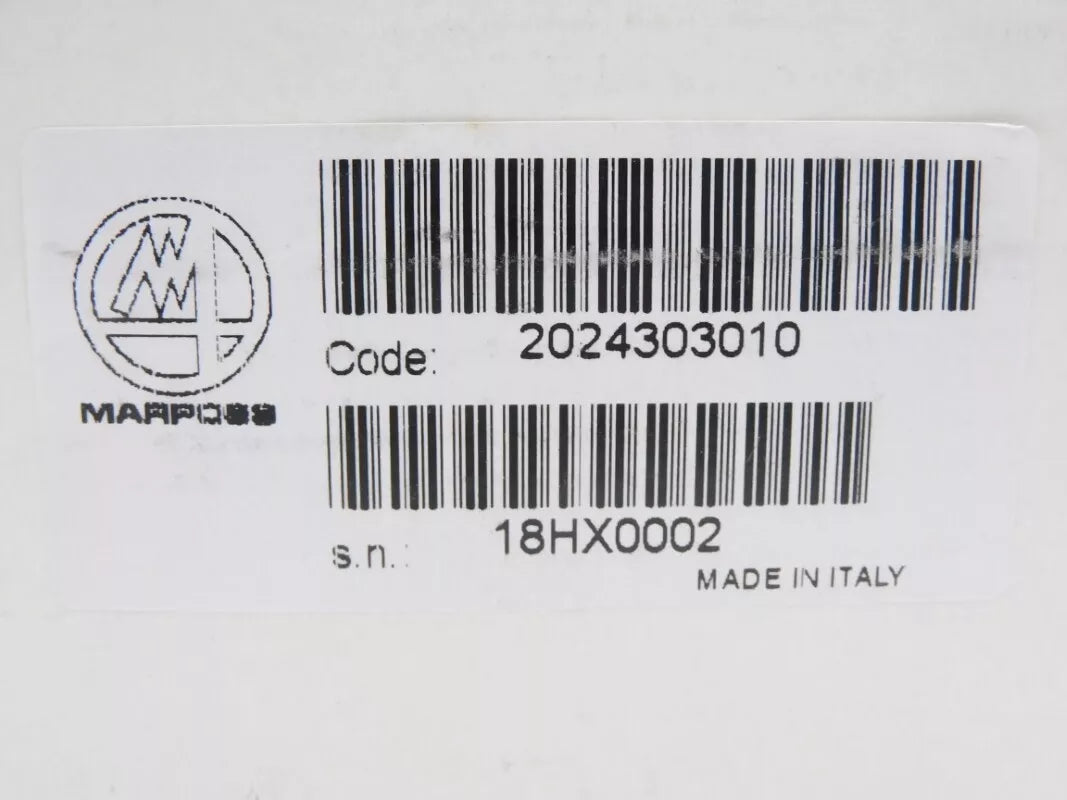 MARPOSS
Code: 2024303010
s.n.: 18HX0002
MADE IN ITALY